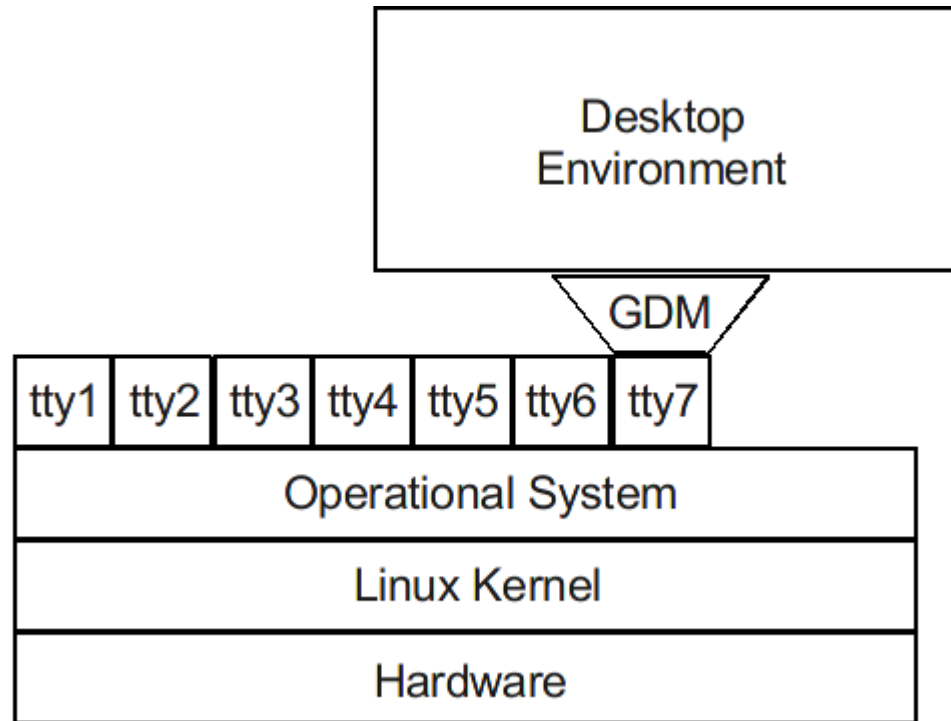 Desktop
Environment
GDM
tty1 tty2 tty3 tty4 tty5 tty6 tty7
Operational System
Linux Kernel
Hardware